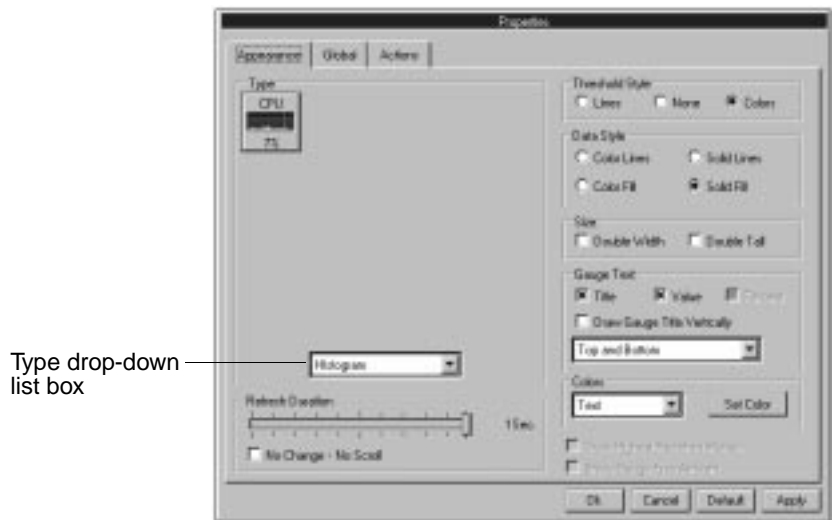 Properties
Appearance Global Actions
Type
CPU
7%
Type drop-down
list box
Histogram
Refresh Duration
1 Sec.
No Change - No Scroll
Threshold Style
Lines None Colors
Data Style
Color Lines Solid Lines
Color Fill Solid Fill
Size
Double Width Double Tall
Gauge Text
Title Value
Draw Gauge Title Vertically
Top and Bottom
Colors
Text Set Color
Ok Cancel Default Apply